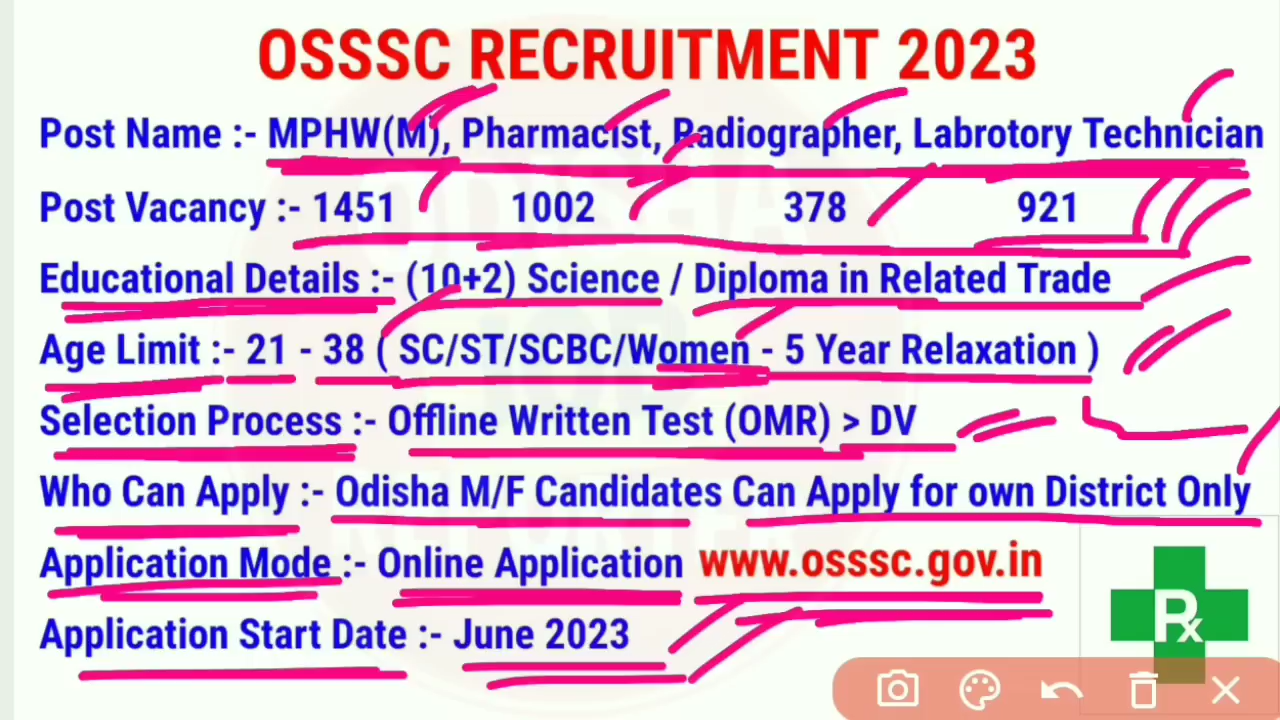 OSSSC RECRUITMENT 2023
Post Name :- MPHW(M), Pharmacist, Radiographer, Labrotory Technician
Post Vacancy :- 1451 1002 378 921
Educational Details :- (10+2) Science / Diploma in Related Trade
Age Limit :- 21 - 38 ( SC/ST/SCBC/Women - 5 Year Relaxation )
Selection Process :- Offline Written Test (OMR) > DV
Who Can Apply :- Odisha M/F Candidates Can Apply for own District Only
Application Mode :- Online Application www.osssc.gov.in
Application Start Date :- June 2023
Rx